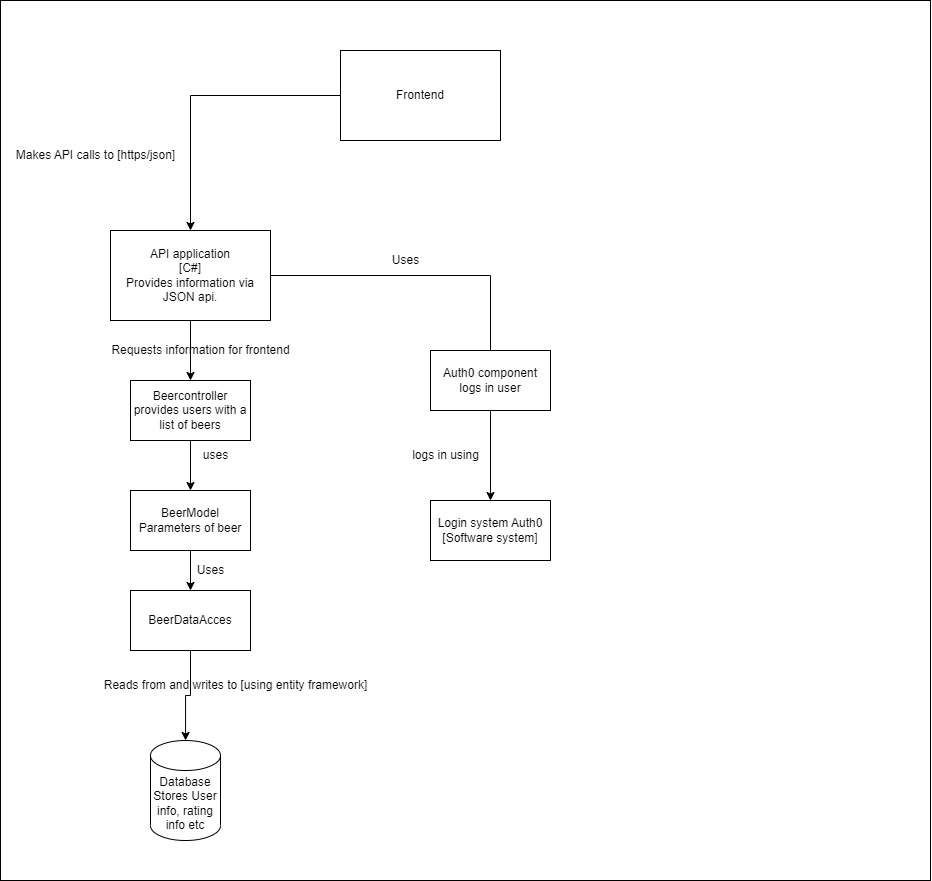 Frontend
Makes API calls to [https/json]
API application
[C#]
Provides information via
JSON api.
Uses
Requests information for frontend
Auth0 component
logs in user
Beercontroller
provides users with a
list of beers
uses
logs in using
BeerModel
Parameters of beer
Login system Auth0
[Software system]
Uses
BeerDataAcces
Reads from and writes to [using entity framework]
Database
Stores User
info, rating
info etc